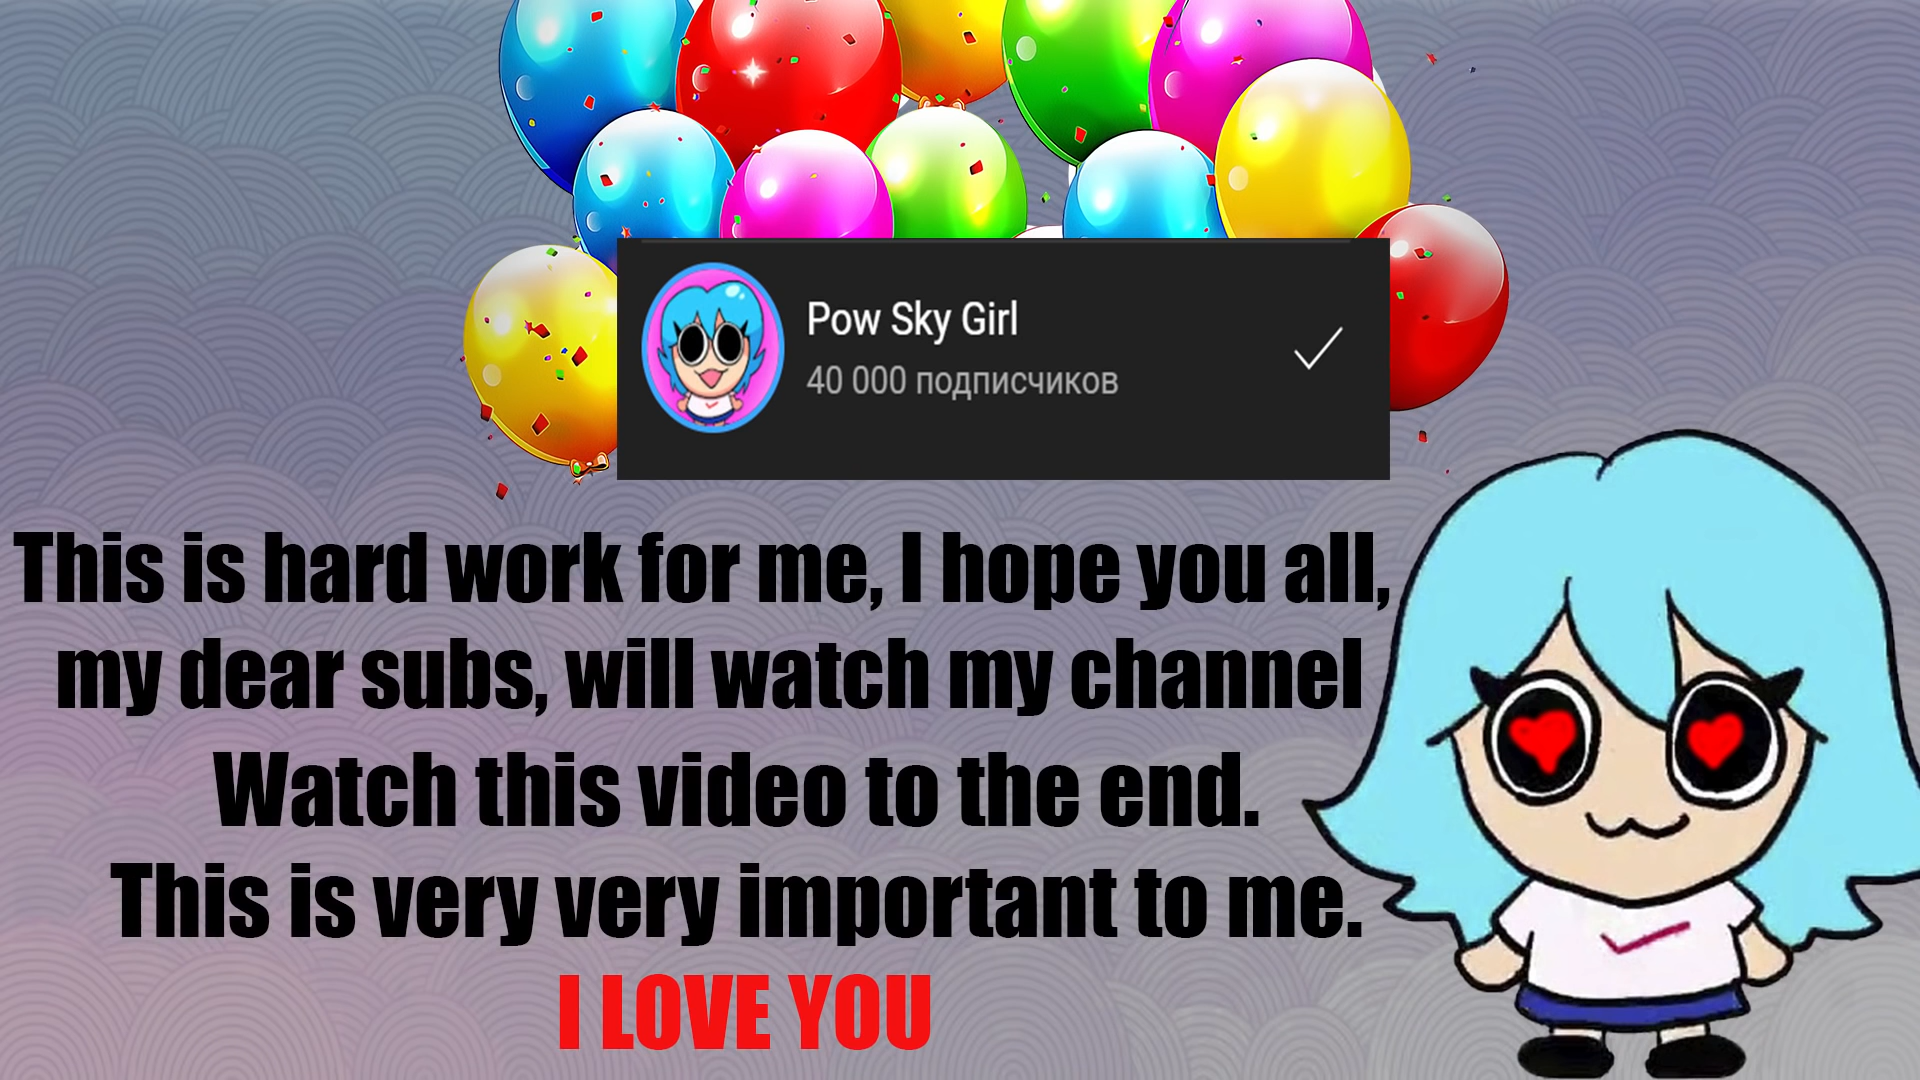 Pow Sky Girl
40 000 подписчиков
This is hard work for me, I hope you all,
my dear subs, will watch my channel
Watch this video to the end.
This is very very important to me.
I LOVE YOU